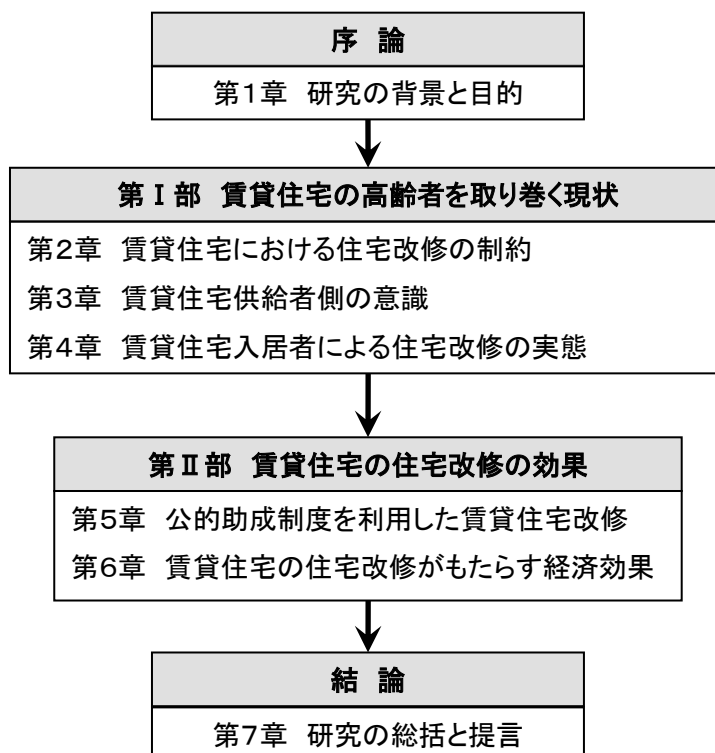 序 論
第1章 研究の背景と目的
第Ⅰ部 賃貸住宅の高齢者を取り巻く現状
第2章 賃貸住宅における住宅改修の制約
第3章 賃貸住宅供給者側の意識
第4章 賃貸住宅入居者による住宅改修の実態
第Ⅱ部 賃貸住宅の住宅改修の効果
第5章 公的助成制度を利用した賃貸住宅改修
第6章 賃貸住宅の住宅改修がもたらす経済効果
結 論
第7章 研究の総括と提言